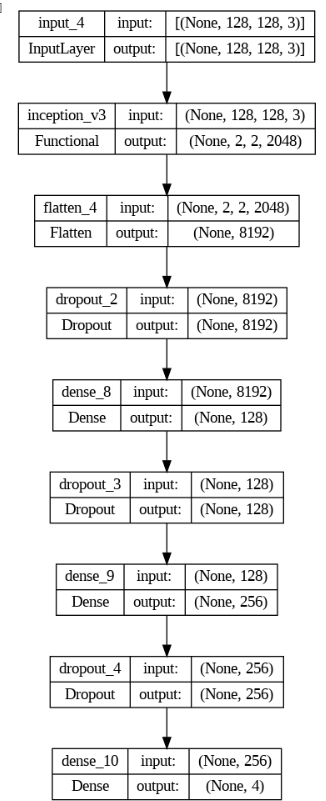 input_4 input: [(None, 128, 128, 3)]
InputLayer output: [(None, 128, 128, 3)]
inception_v3 input: (None, 128, 128, 3)
Functional output: (None, 2, 2, 2048)
flatten_4 input: (None, 2, 2, 2048)
Flatten output: (None, 8192)
dropout_2 input: (None, 8192)
Dropout output: (None, 8192)
dense_8 input: (None, 8192)
Dense output: (None, 128)
dropout_3 input: (None, 128)
Dropout output: (None, 128)
dense_9 input: (None, 128)
Dense output: (None, 256)
dropout_4 input: (None, 256)
Dropout output: (None, 256)
dense_10 input: (None, 256)
Dense output: (None, 4)